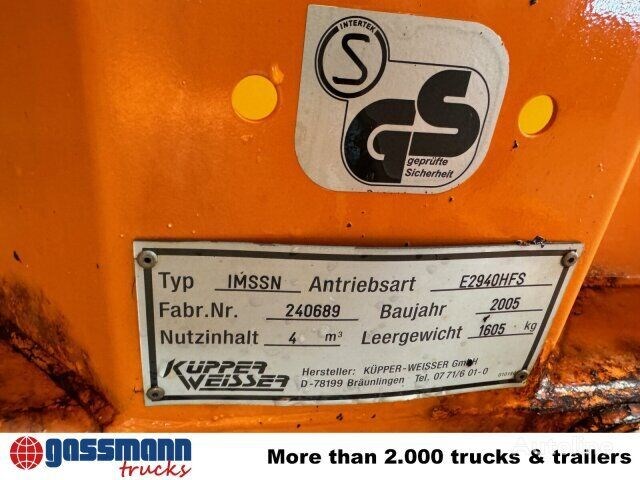 INTERTEK
S
GS
geprüfte
Sicherheit
Typ IMSSN Antriebsart E2940HFS
Fabr.Nr. 240689 Baujahr 2005
Nutzinhalt 4 m³ Leergewicht 1605 kg
KÜPPER
WEISSER
Hersteller: KÜPPER-WEISSER GmbH
D-78199 Bräunlingen Tel. 07 71/6 01-0
gassmann
trucks
More than 2.000 trucks & trailers